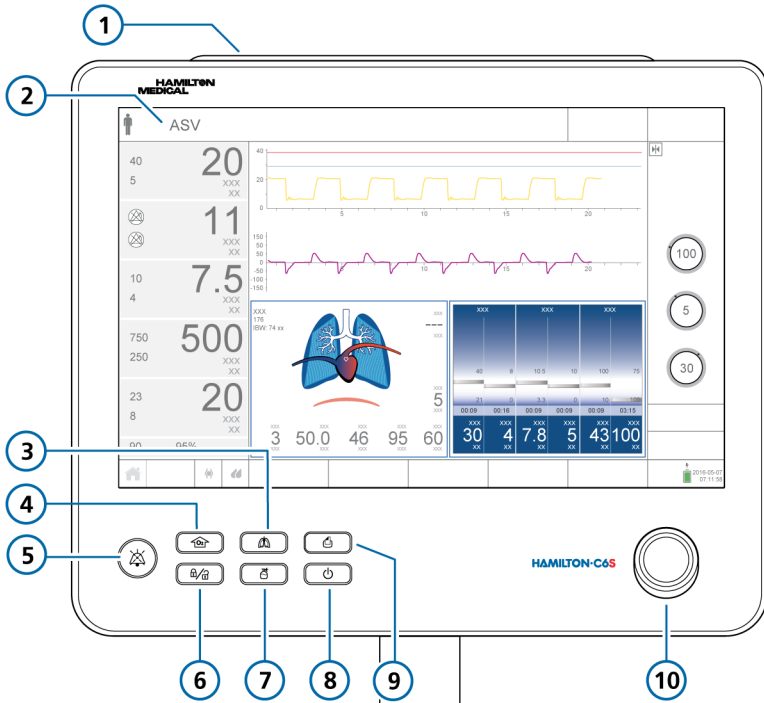 1
HAMILTON
MEDICAL
2
ASV
40 20
5 xxx
xx
11
xxx
xx
10 7.5
4 xxx
xx
750 500
250 xxx
xx
23 20
8 xxx
xx
90 95%
40
20
0
5 10 15 20
150
100
50
0
-50
-100
-150
5 10 15 20
xxx
176
IBW: 74 xx
xxx
---
xxx
xxx
5
xxx
xxx xxx xxx xxx xxx
3 50.0 46 95 60
xxx xxx xxx xxx xxx
xxx xxx xxx
40 8 10.5 10 100 75
21 0 3.3 0 10 100
00:09 00:16 00:09 00:09 00:09 03:15
xxx xxx xxx xxx xxx xxx
30 4 7.8 5 43 100
xx xx xx xx xx xx
100
5
30
2016-05-07
07:11:58
3
4
O2
5
HAMILTON-C6S
6 7 8 9 10